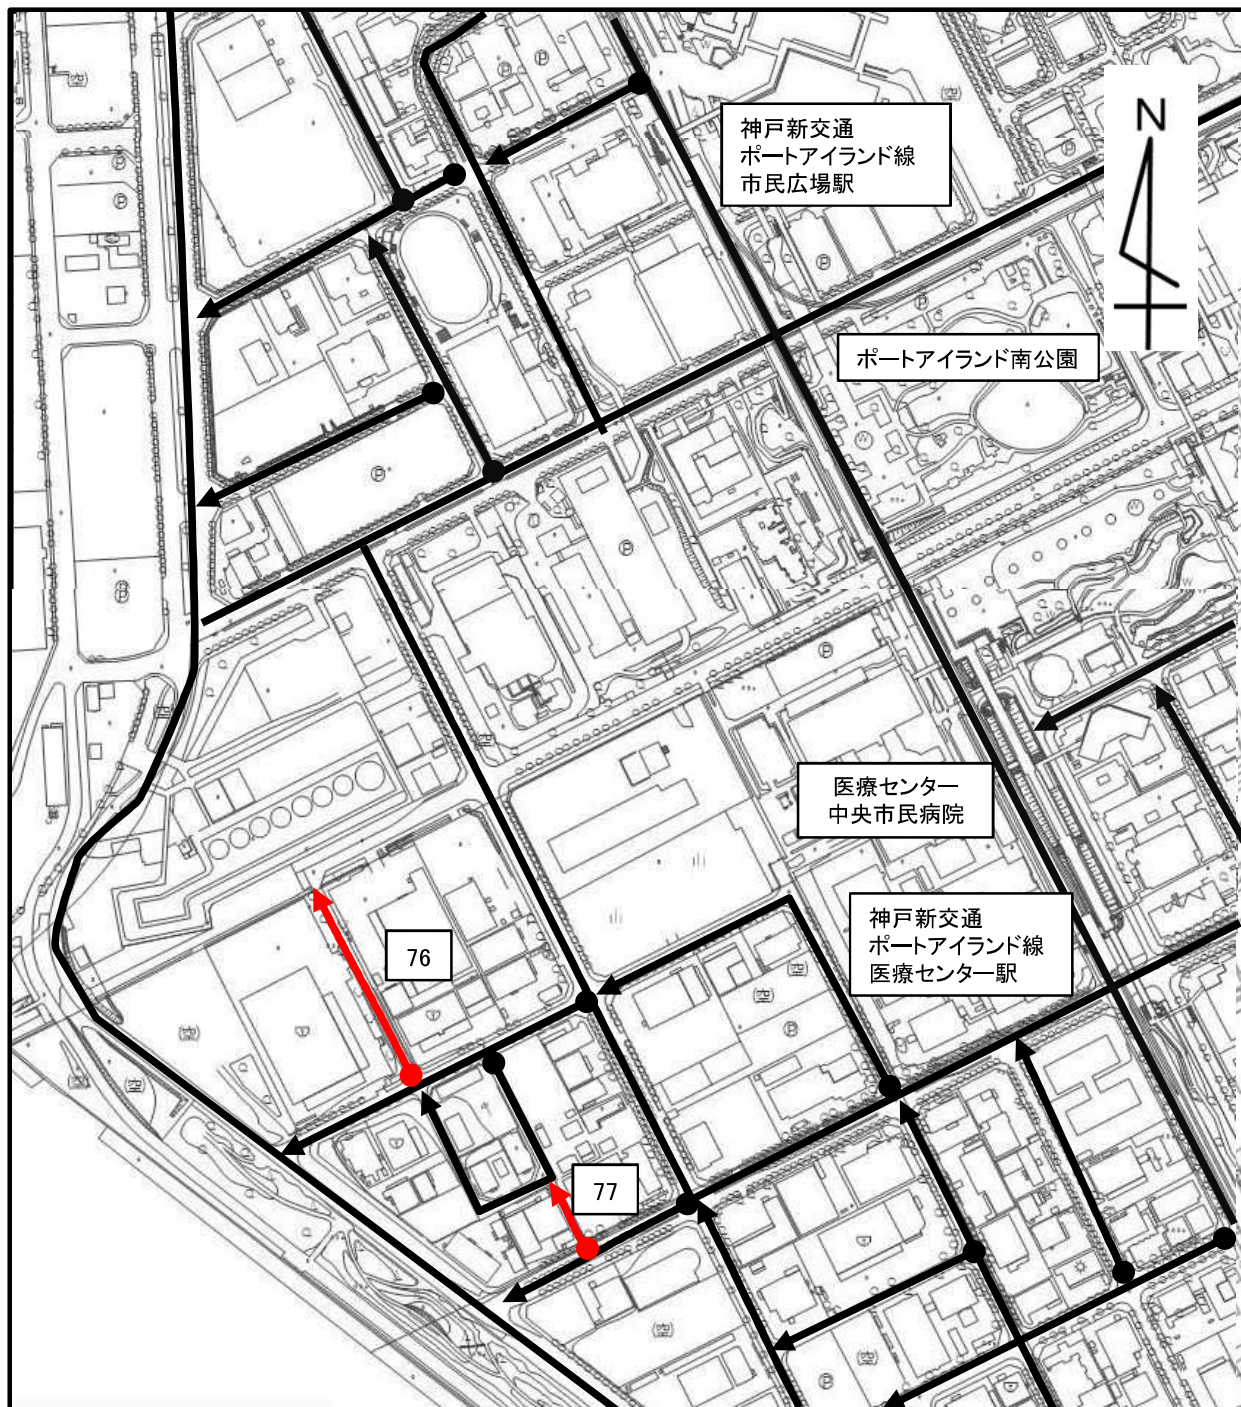 N
神戸新交通
ポートアイランド線
市民広場駅
ポートアイランド南公園
医療センター
中央市民病院
神戸新交通
ポートアイランド線
医療センター駅
76
77